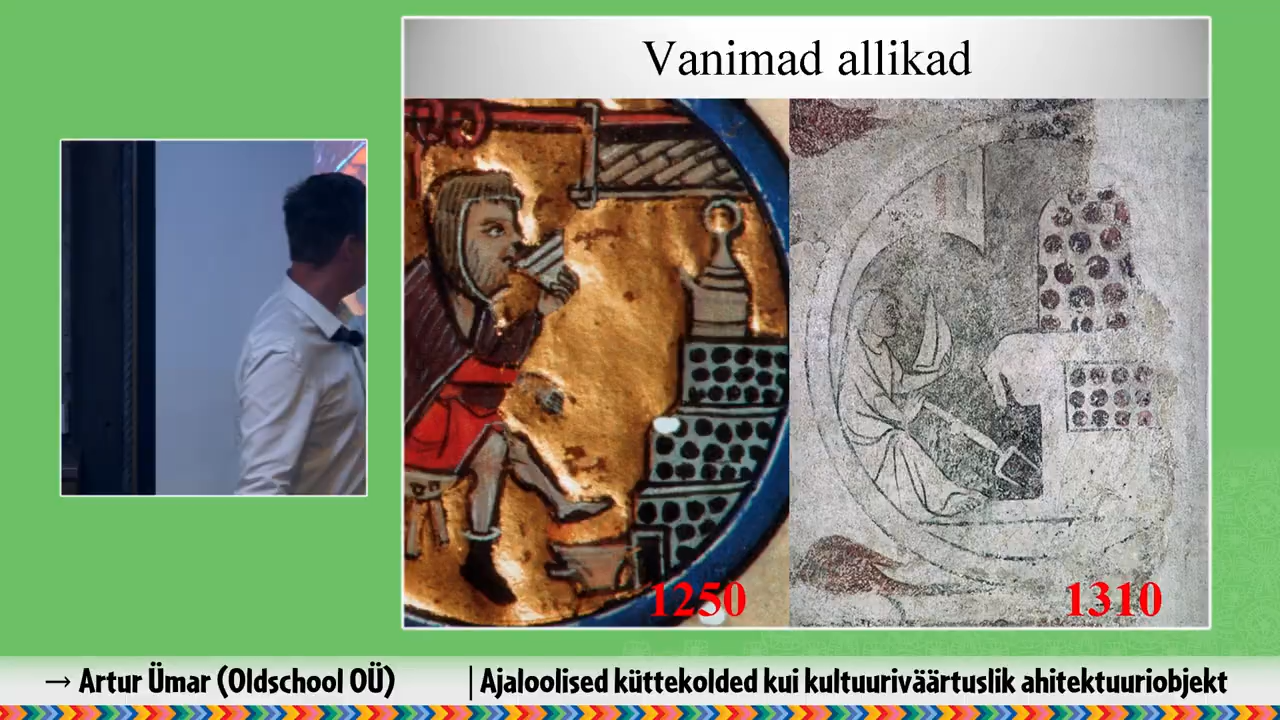 Vanimad allikad
1250
1310
→ Artur Ümar (Oldschool OÜ) | Ajaloolised küttekolded kui kultuuriväärtuslik ahitektuuriobjekt